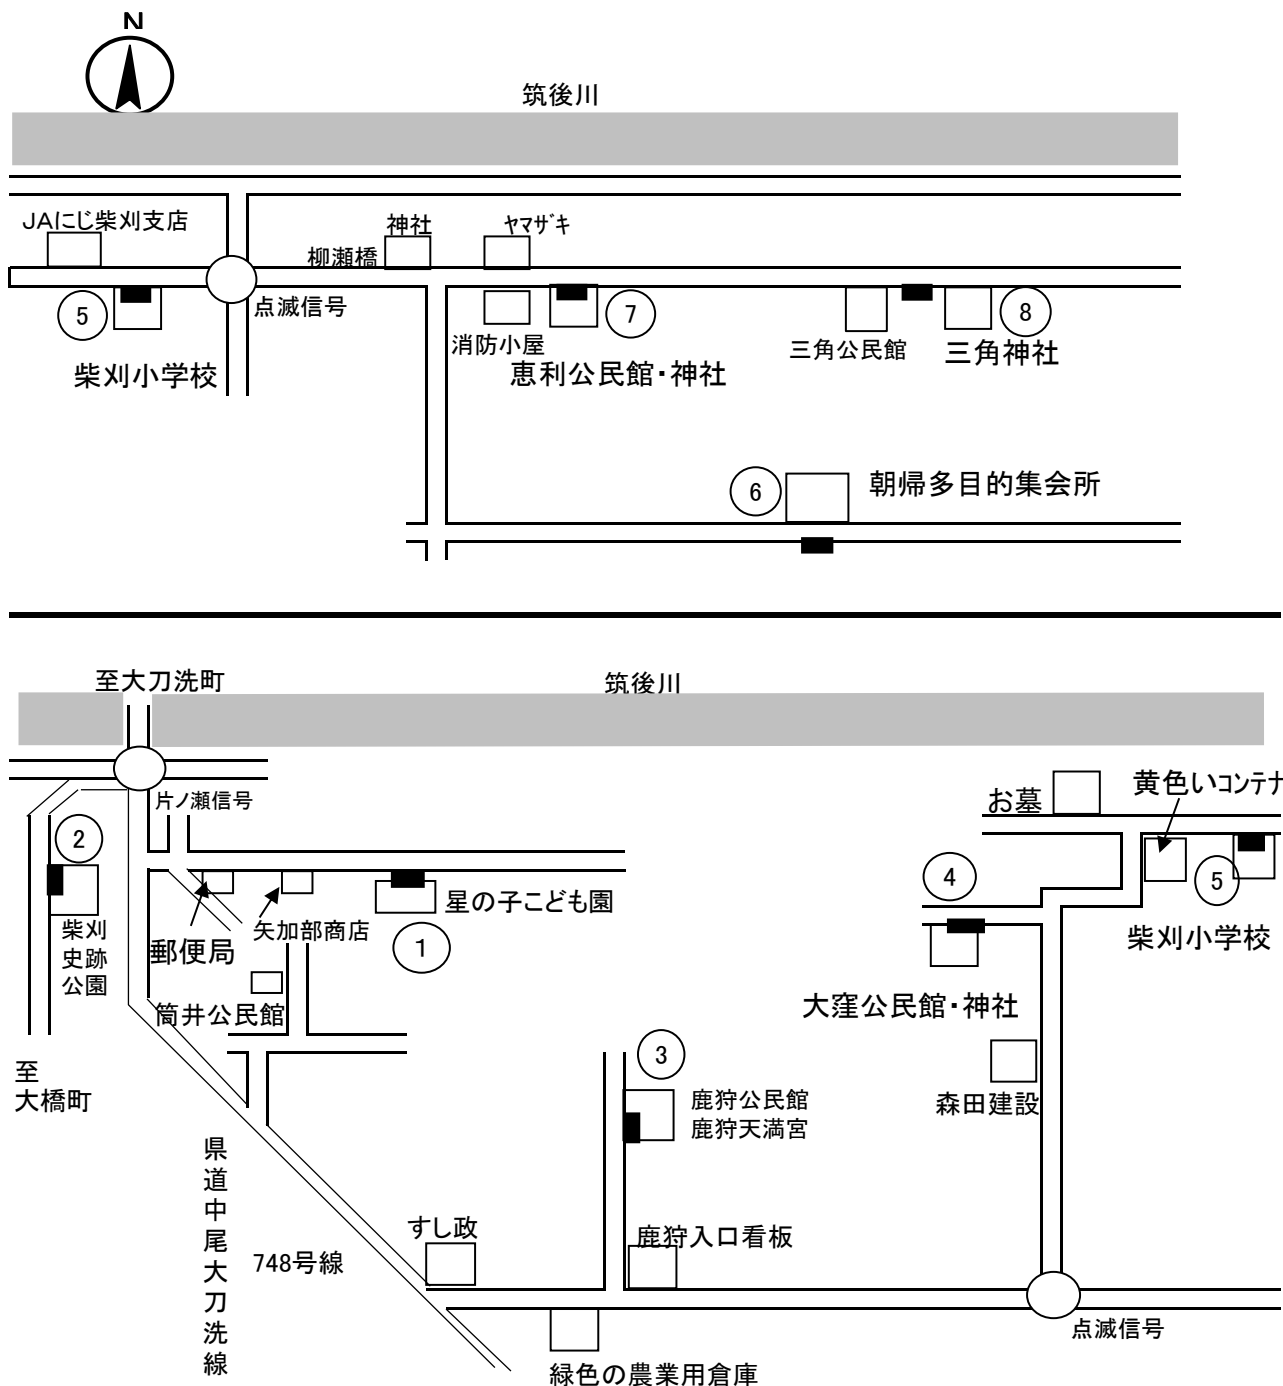 N
筑後川
JAにじ柴刈支店
神社
ヤマザキ
柳瀬橋
点滅信号
5
7
8
消防小屋
三角公民館
三角神社
柴刈小学校
恵利公民館・神社
6
朝帰多目的集会所
至大刀洗町
筑後川
片ノ瀬信号
お墓
黄色いコンテナ
2
4
5
星の子こども園
柴刈
史跡
公園
郵便局
矢加部商店
1
柴刈小学校
筒井公民館
大窪公民館・神社
3
至
大橋町
鹿狩公民館
鹿狩天満宮
森田建設
県道中尾大刀洗線
748号線
すし政
鹿狩入口看板
点滅信号
緑色の農業用倉庫